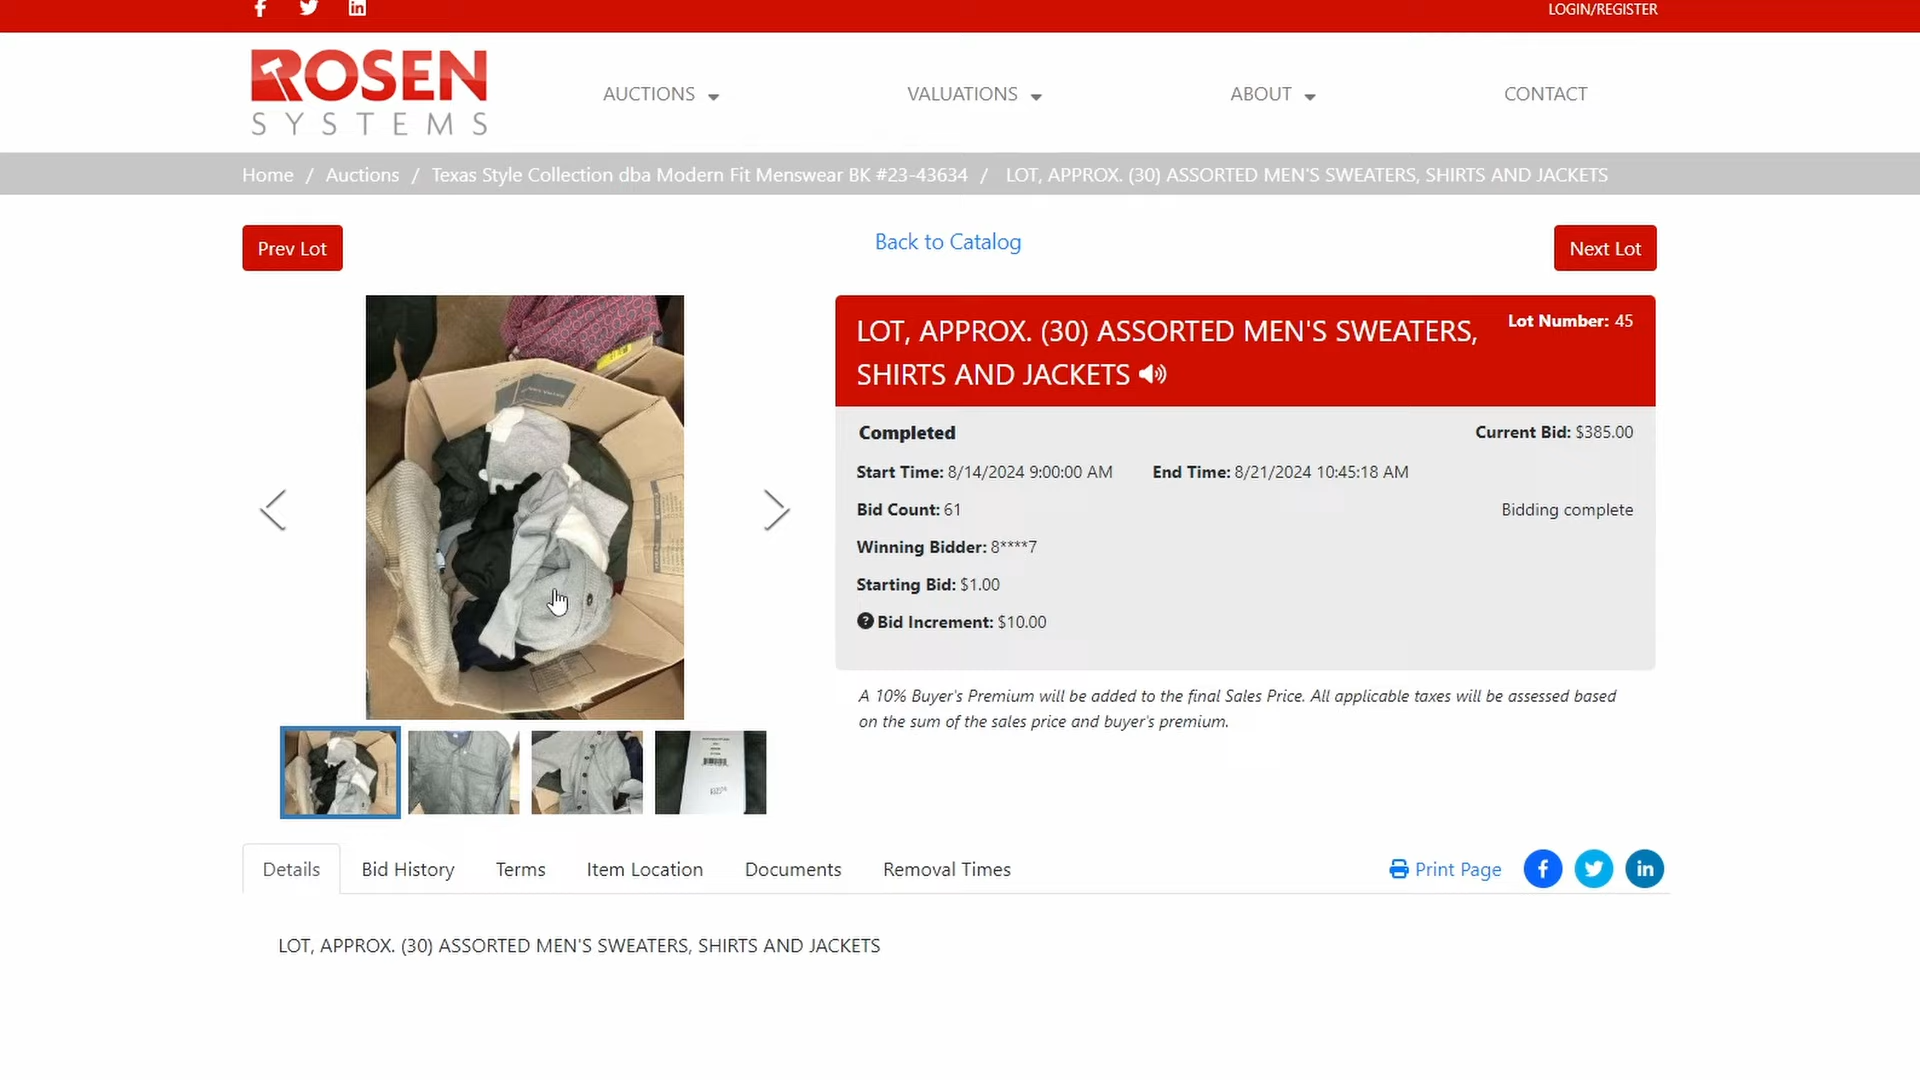 LOGIN/REGISTER
ROSEN
SYSTEMS
AUCTIONS
VALUATIONS
ABOUT
CONTACT
Home / Auctions / Texas Style Collection dba Modern Fit Menswear BK #23-43634 / LOT, APPROX. (30) ASSORTED MEN'S SWEATERS, SHIRTS AND JACKETS
Prev Lot
Back to Catalog
Next Lot
LOT, APPROX. (30) ASSORTED MEN'S SWEATERS,
SHIRTS AND JACKETS
Lot Number: 45
Completed
Current Bid: $385.00
Start Time: 8/14/2024 9:00:00 AM
End Time: 8/21/2024 10:45:18 AM
Bid Count: 61
Bidding complete
Winning Bidder: 8****7
Starting Bid: $1.00
Bid Increment: $10.00
A 10% Buyer's Premium will be added to the final Sales Price. All applicable taxes will be assessed based
on the sum of the sales price and buyer's premium.
Details
Bid History
Terms
Item Location
Documents
Removal Times
Print Page
LOT, APPROX. (30) ASSORTED MEN'S SWEATERS, SHIRTS AND JACKETS